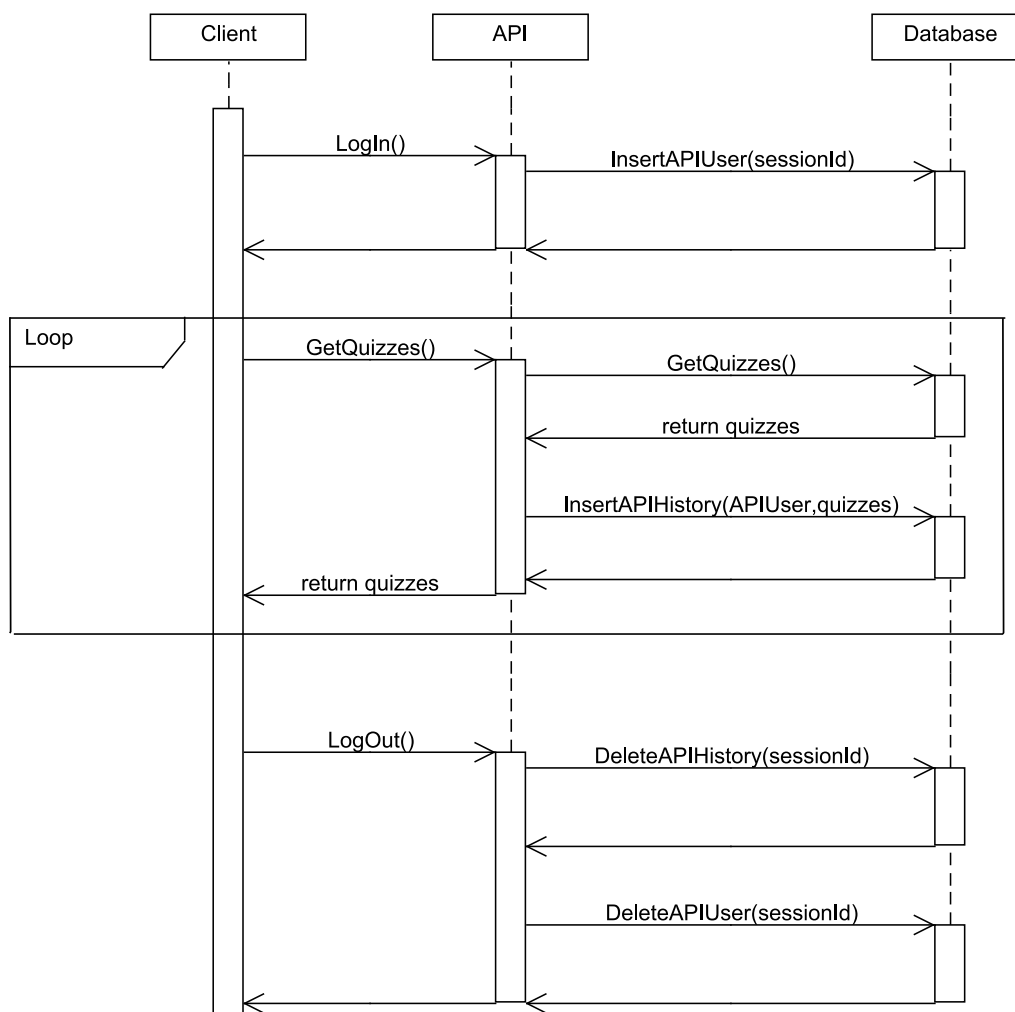 Client
API
Database
LogIn()
InsertAPIUser(sessionId)
Loop
GetQuizzes()
GetQuizzes()
return quizzes
InsertAPIHistory(APIUser,quizzes)
return quizzes
LogOut()
DeleteAPIHistory(sessionId)
DeleteAPIUser(sessionId)